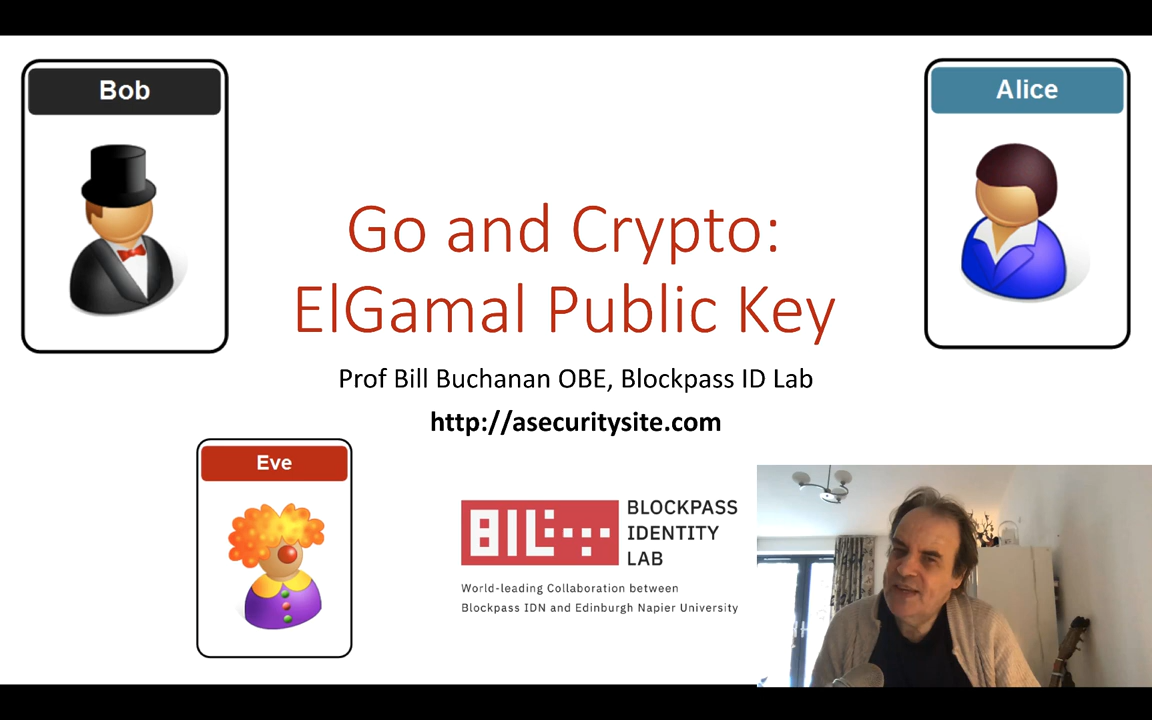 Bob
Alice
Go and Crypto:
ElGamal Public Key
Prof Bill Buchanan OBE, Blockpass ID Lab
http://asecuritysite.com
Eve
BIL
BLOCKPASS
IDENTITY
LAB
World-leading Collaboration between
Blockpass IDN and Edinburgh Napier University